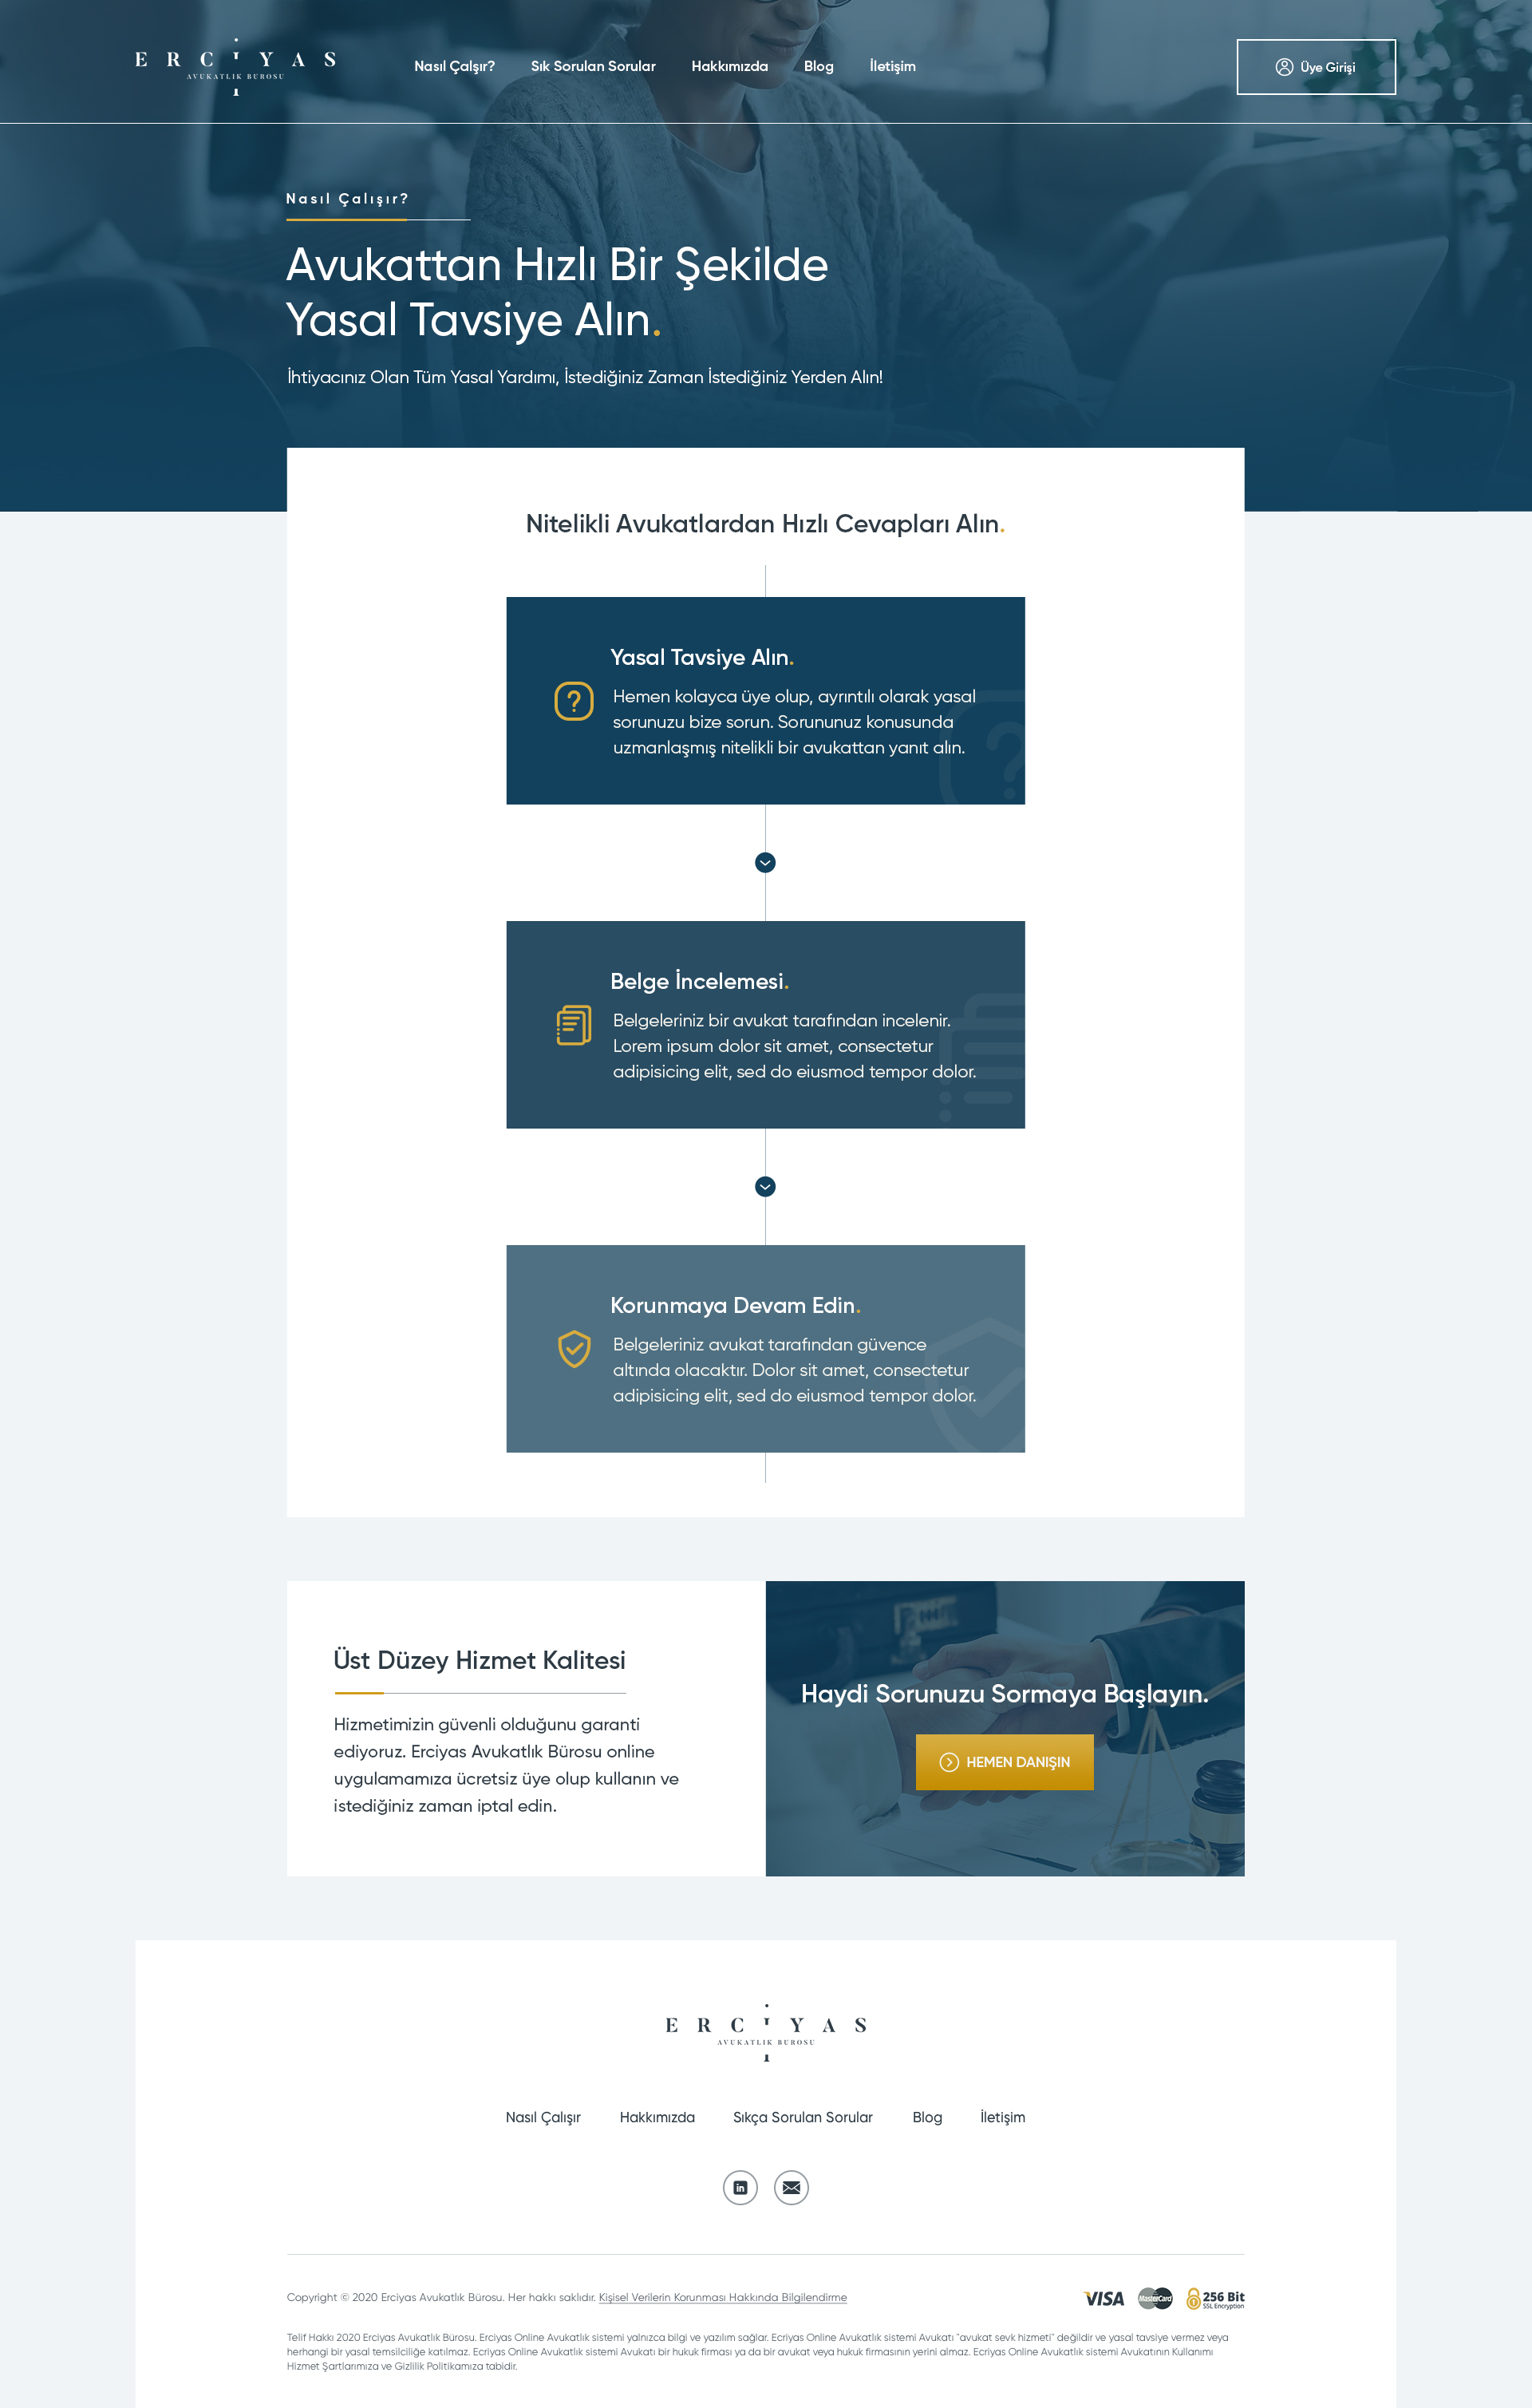 ERCIYAS
AVUKATLIK BÜROSU
Nasıl Çalşır?
Sık Sorulan Sorular
Hakkımızda
Blog
İletişim
Üye Girişi
Nasıl Çalışır?
Avukattan Hızlı Bir Şekilde
Yasal Tavsiye Alın.
İhtiyacınız Olan Tüm Yasal Yardımı, İstediğiniz Zaman İstediğiniz Yerden Alın!
Nitelikli Avukatlardan Hızlı Cevapları Alın.
Yasal Tavsiye Alın.
Hemen kolayca üye olup, ayrıntılı olarak yasal
sorunuzu bize sorun. Sorununuz konusunda
uzmanlaşmış nitelikli bir avukattan yanıt alın.
Belge İncelemesi.
Belgeleriniz bir avukat tarafından incelenir.
Lorem ipsum dolor sit amet, consectetur
adipisicing elit, sed do eiusmod tempor dolor.
Korunmaya Devam Edin.
Belgeleriniz avukat tarafından güvence
altında olacaktır. Dolor sit amet, consectetur
adipisicing elit, sed do eiusmod tempor dolor.
Üst Düzey Hizmet Kalitesi
Hizmetimizin güvenli olduğunu garanti
ediyoruz. Erciyas Avukatlık Bürosu online
uygulamamıza ücretsiz üye olup kullanın ve
istediğiniz zaman iptal edin.
Haydi Sorunuzu Sormaya Başlayın.
HEMEN DANIŞIN
ERCIYAS
AVUKATLIK BÜROSU
Nasıl Çalışır
Hakkımızda
Sıkça Sorulan Sorular
Blog
İletişim
in
Copyright © 2020 Erciyas Avukatlık Bürosu. Her hakkı saklıdır. Kişisel Verilerin Korunması Hakkında Bilgilendirme
VISA
MasterCard
256 Bit
SSL Encryption
Telif Hakkı 2020 Erciyas Avukatlık Bürosu. Erciyas Online Avukatlık sistemi yalnızca bilgi ve yazılım sağlar. Ecriyas Online Avukatlık sistemi Avukatı "avukat sevk hizmeti" değildir ve yasal tavsiye vermez veya
herhangi bir yasal temsilciliğe katılmaz. Ecriyas Online Avukatlık sistemi Avukatı bir hukuk firması ya da bir avukat veya hukuk firmasının yerini almaz. Ecriyas Online Avukatlık sistemi Avukatının Kullanımı
Hizmet Şartlarımıza ve Gizlilik Politikamıza tabidir.